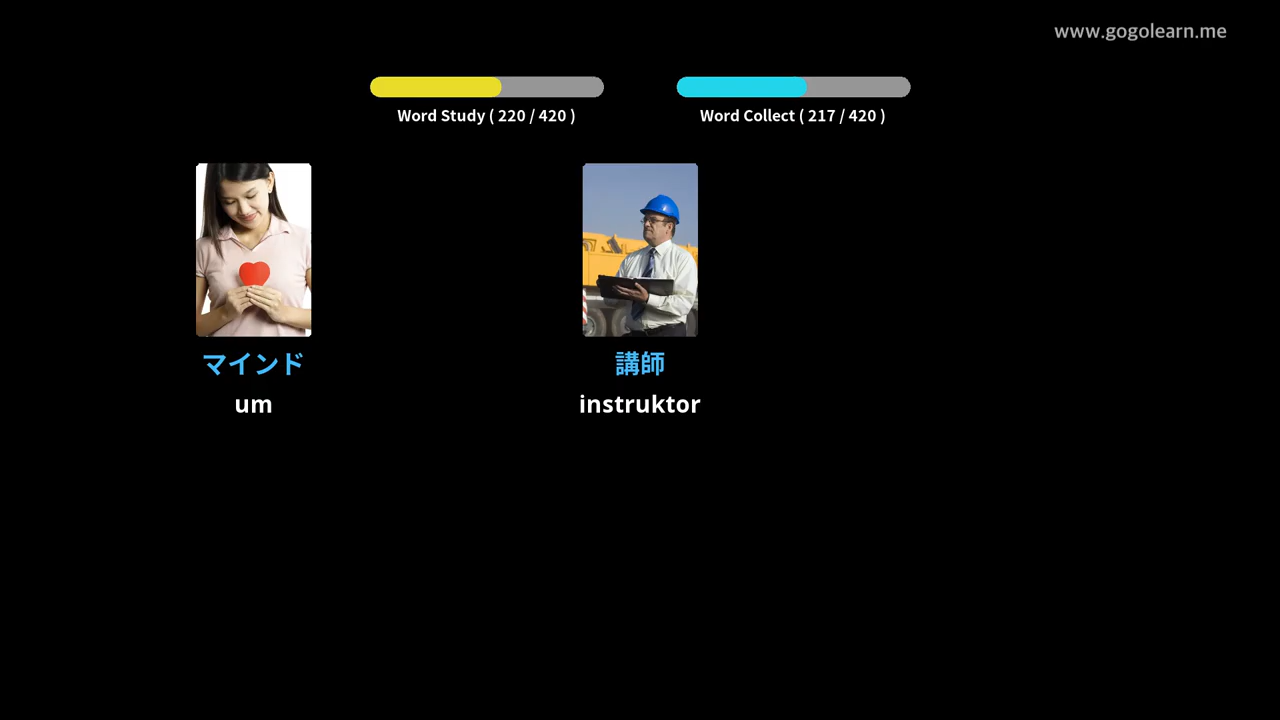 www.gogolearn.me
Word Study ( 220 / 420 )
Word Collect ( 217 / 420 )
マインド
um
講師
instruktor